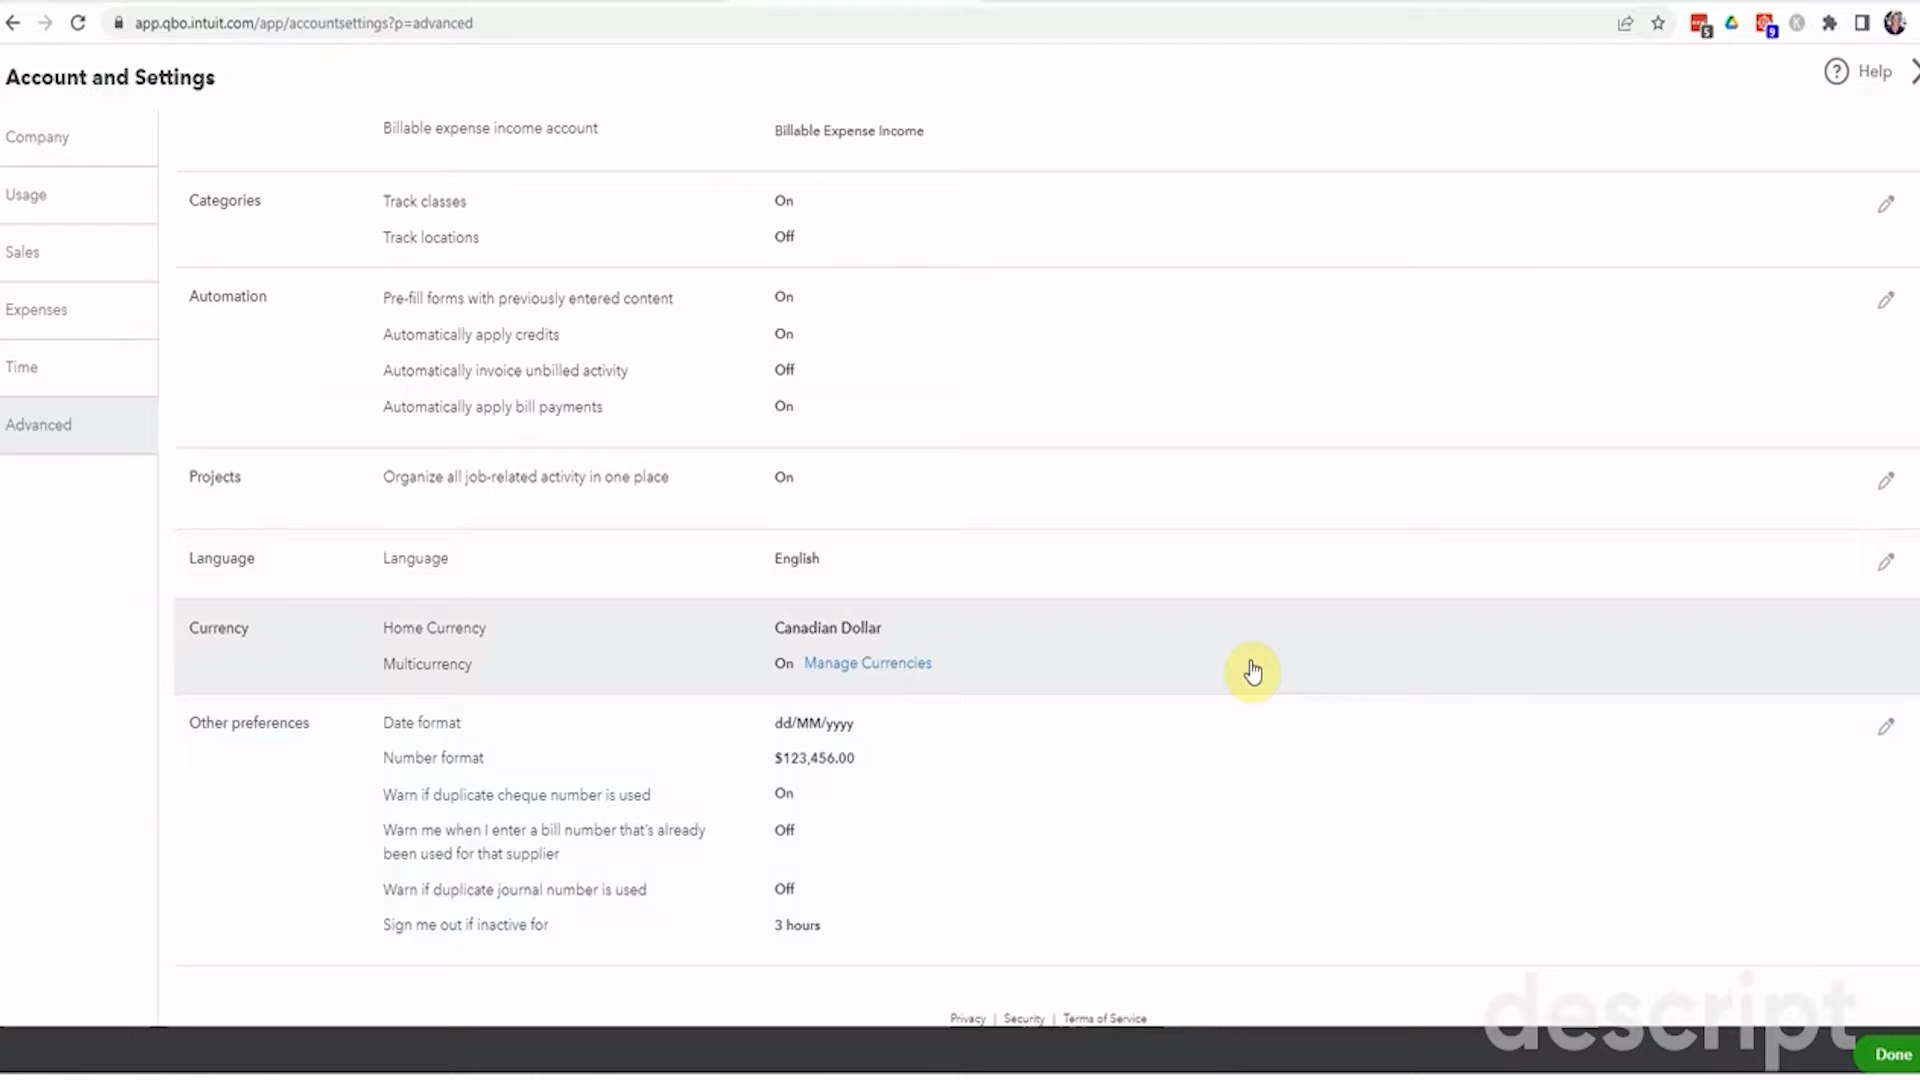 app.qbo.intuit.com/app/accountsettings?p=advanced
5
9
Account and Settings
Help
Company
Usage
Sales
Expenses
Time
Advanced
Billable expense income account Billable Expense Income
Categories Track classes On
Track locations Off
Automation Pre-fill forms with previously entered content On
Automatically apply credits On
Automatically invoice unbilled activity Off
Automatically apply bill payments On
Projects Organize all job-related activity in one place On
Language Language English
Currency Home Currency Canadian Dollar
Multicurrency On Manage Currencies
Other preferences Date format dd/MM/yyyy
Number format $123,456.00
Warn if duplicate cheque number is used On
Warn me when I enter a bill number that's already Off
been used for that supplier
Warn if duplicate journal number is used Off
Sign me out if inactive for 3 hours
Privacy | Security | Terms of Service
descript
Done